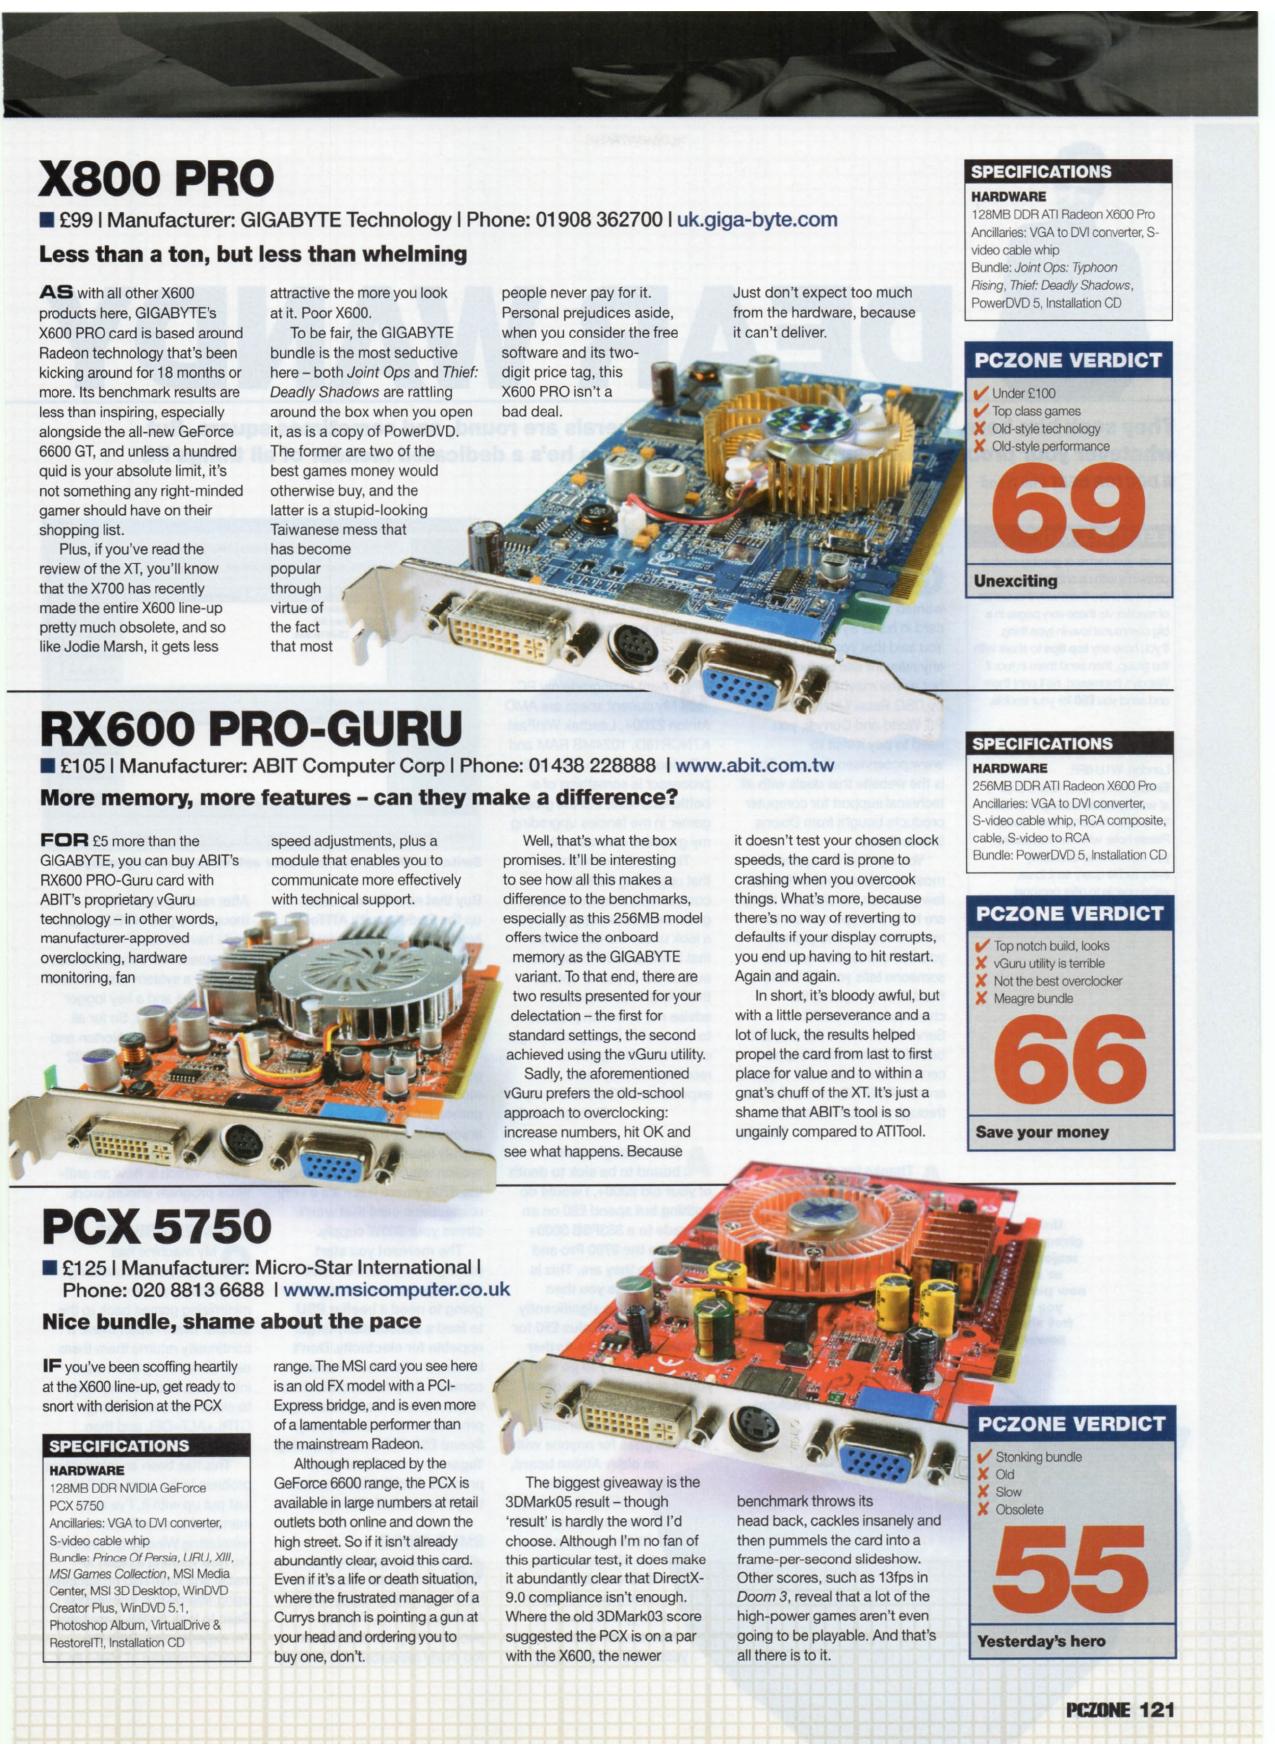 X800 PRO
£99 | Manufacturer: GIGABYTE Technology | Phone: 01908 362700 | uk.giga-byte.com
Less than a ton, but less than whelming
AS with all other X600
products here, GIGABYTE's
X600 PRO card is based around
Radeon technology that's been
kicking around for 18 months or
more. Its benchmark results are
less than inspiring, especially
alongside the all-new GeForce
6600 GT, and unless a hundred
quid is your absolute limit, it's
not something any right-minded
gamer should have on their
shopping list.
Plus, if you've read the
review of the XT, you'll know
that the X700 has recently
made the entire X600 line-up
pretty much obsolete, and so
like Jodie Marsh, it gets less
attractive the more you look
at it. Poor X600.
To be fair, the GIGABYTE
bundle is the most seductive
here – both Joint Ops and Thief:
Deadly Shadows are rattling
around the box when you open
it, as is a copy of PowerDVD.
The former are two of the
best games money would
otherwise buy, and the
latter is a stupid-looking
Taiwanese mess that
has become
popular
through
virtue of
the fact
that most
people never pay for it.
Personal prejudices aside,
when you consider the free
software and its two-
digit price tag, this
X600 PRO isn't a
bad deal.
Just don't expect too much
from the hardware, because
it can't deliver.
SPECIFICATIONS
HARDWARE
128MB DDR ATI Radeon X600 Pro
Ancillaries: VGA to DVI converter, S-
video cable whip
Bundle: Joint Ops: Typhoon
Rising, Thief: Deadly Shadows,
PowerDVD 5, Installation CD
PCZONE VERDICT
✓ Under £100
✓ Top class games
✗ Old-style technology
✗ Old-style performance
69
Unexciting
RX600 PRO-GURU
£105 | Manufacturer: ABIT Computer Corp | Phone: 01438 228888 | www.abit.com.tw
More memory, more features – can they make a difference?
FOR £5 more than the
GIGABYTE, you can buy ABIT's
RX600 PRO-Guru card with
ABIT's proprietary vGuru
technology – in other words,
manufacturer-approved
overclocking, hardware
monitoring, fan
speed adjustments, plus a
module that enables you to
communicate more effectively
with technical support.
Well, that's what the box
promises. It'll be interesting
to see how all this makes a
difference to the benchmarks,
especially as this 256MB model
offers twice the onboard
memory as the GIGABYTE
variant. To that end, there are
two results presented for your
delectation – the first for
standard settings, the second
achieved using the vGuru utility.
Sadly, the aforementioned
vGuru prefers the old-school
approach to overclocking:
increase numbers, hit OK and
see what happens. Because
it doesn't test your chosen clock
speeds, the card is prone to
crashing when you overcook
things. What's more, because
there's no way of reverting to
defaults if your display corrupts,
you end up having to hit restart.
Again and again.
In short, it's bloody awful, but
with a little perseverance and a
lot of luck, the results helped
propel the card from last to first
place for value and to within a
gnat's chuff of the XT. It's just a
shame that ABIT's tool is so
ungainly compared to ATITool.
SPECIFICATIONS
HARDWARE
256MB DDR ATI Radeon X600 Pro
Ancillaries: VGA to DVI converter,
S-video cable whip, RCA composite,
cable, S-video to RCA
Bundle: PowerDVD 5, Installation CD
PCZONE VERDICT
✓ Top notch build, looks
✗ vGuru utility is terrible
✗ Not the best overclocker
✗ Meagre bundle
66
Save your money
PCX 5750
£125 | Manufacturer: Micro-Star International |
Phone: 020 8813 6688 | www.msicomputer.co.uk
Nice bundle, shame about the pace
IF you've been scoffing heartily
at the X600 line-up, get ready to
snort with derision at the PCX
SPECIFICATIONS
HARDWARE
128MB DDR NVIDIA GeForce
PCX 5750
Ancillaries: VGA to DVI converter,
S-video cable whip
Bundle: Prince Of Persia, URU, XIII,
MSI Games Collection, MSI Media
Center, MSI 3D Desktop, WinDVD
Creator Plus, WinDVD 5.1,
Photoshop Album, VirtualDrive &
RestoreIT!, Installation CD
range. The MSI card you see here
is an old FX model with a PCI-
Express bridge, and is even more
of a lamentable performer than
the mainstream Radeon.
Although replaced by the
GeForce 6600 range, the PCX is
available in large numbers at retail
outlets both online and down the
high street. So if it isn't already
abundantly clear, avoid this card.
Even if it's a life or death situation,
where the frustrated manager of a
Currys branch is pointing a gun at
your head and ordering you to
buy one, don't.
The biggest giveaway is the
3DMark05 result – though
'result' is hardly the word I'd
choose. Although I'm no fan of
this particular test, it does make
it abundantly clear that DirectX-
9.0 compliance isn't enough.
Where the old 3DMark03 score
suggested the PCX is on a par
with the X600, the newer
benchmark throws its
head back, cackles insanely and
then pummels the card into a
frame-per-second slideshow.
Other scores, such as 13fps in
Doom 3, reveal that a lot of the
high-power games aren't even
going to be playable. And that's
all there is to it.
PCZONE VERDICT
✓ Stonking bundle
✗ Old
✗ Slow
✗ Obsolete
55
Yesterday's hero
PCZONE 121